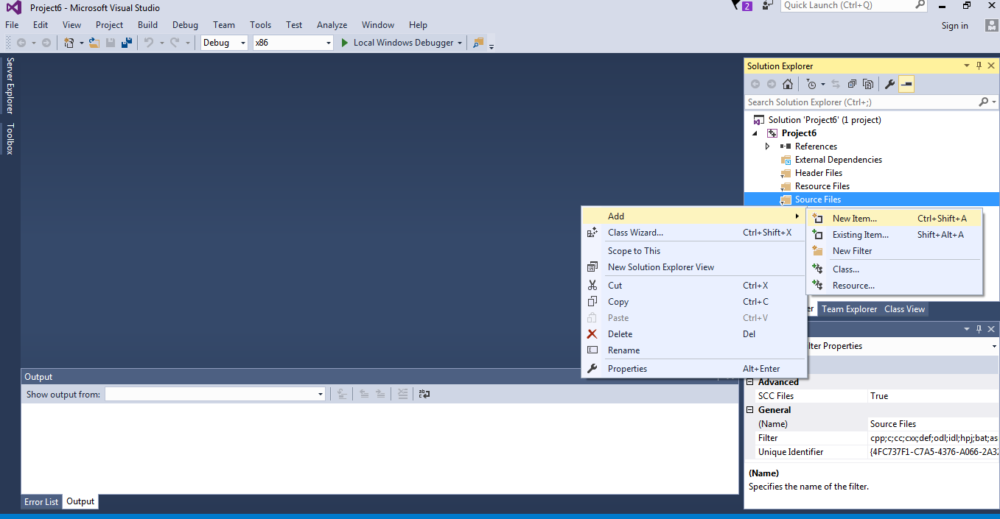 Project6 - Microsoft Visual Studio
2
Quick Launch (Ctrl+Q)
File Edit View Project Build Debug Team Tools Test Analyze Window Help
Sign in
Debug x86 Local Windows Debugger
Server Explorer
Toolbox
Solution Explorer
Search Solution Explorer (Ctrl+;)
Solution 'Project6' (1 project)
Project6
References
External Dependencies
Header Files
Resource Files
Source Files
Add
Class Wizard... Ctrl+Shift+X
Scope to This
New Solution Explorer View
Cut Ctrl+X
Copy Ctrl+C
Paste Ctrl+V
Delete Del
Rename
Properties Alt+Enter
New Item... Ctrl+Shift+A
Existing Item... Shift+Alt+A
New Filter
Class...
Resource...
er Team Explorer Class View
lter Properties
Advanced
SCC Files True
General
(Name) Source Files
Filter cpp;c;cc;cxx;def;odl;idl;hpj;bat;as
Unique Identifier {4FC737F1-C7A5-4376-A066-2A32
(Name)
Specifies the name of the filter.
Output
Show output from:
Error List Output